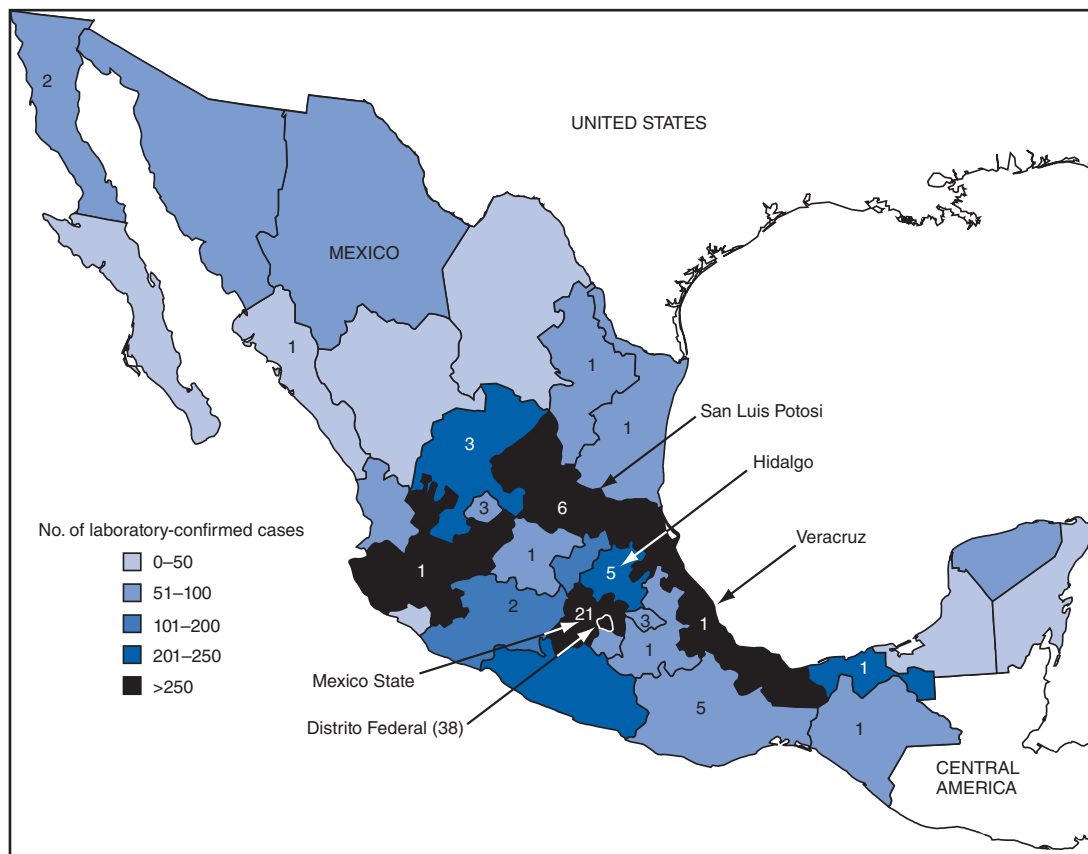 2
UNITED STATES
MEXICO
1
1
1
San Luis Potosi
3
Hidalgo
3
6
No. of laboratory-confirmed cases
0–50
51–100
101–200
201–250
>250
Veracruz
1
1
5
2
21
3
1
1
1
Mexico State
Distrito Federal (38)
5
1
CENTRAL
AMERICA